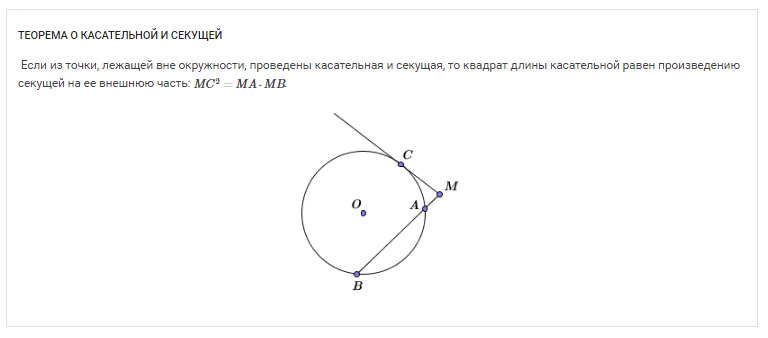 ТЕОРЕМА О КАСАТЕЛЬНОЙ И СЕКУЩЕЙ
Если из точки, лежащей вне окружности, проведены касательная и секущая, то квадрат длины касательной равен произведению
секущей на ее внешнюю часть: MC² = MA · MB.
C
M
O
A
B